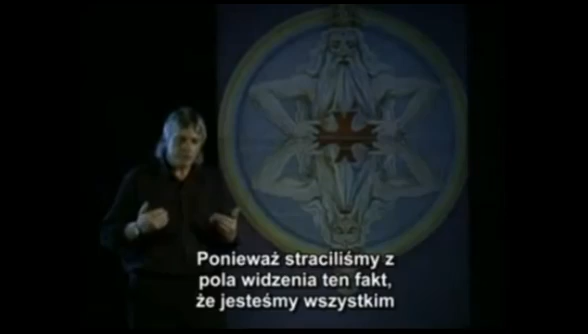 Ponieważ straciliśmy z
pola widzenia ten fakt,
że jesteśmy wszystkim